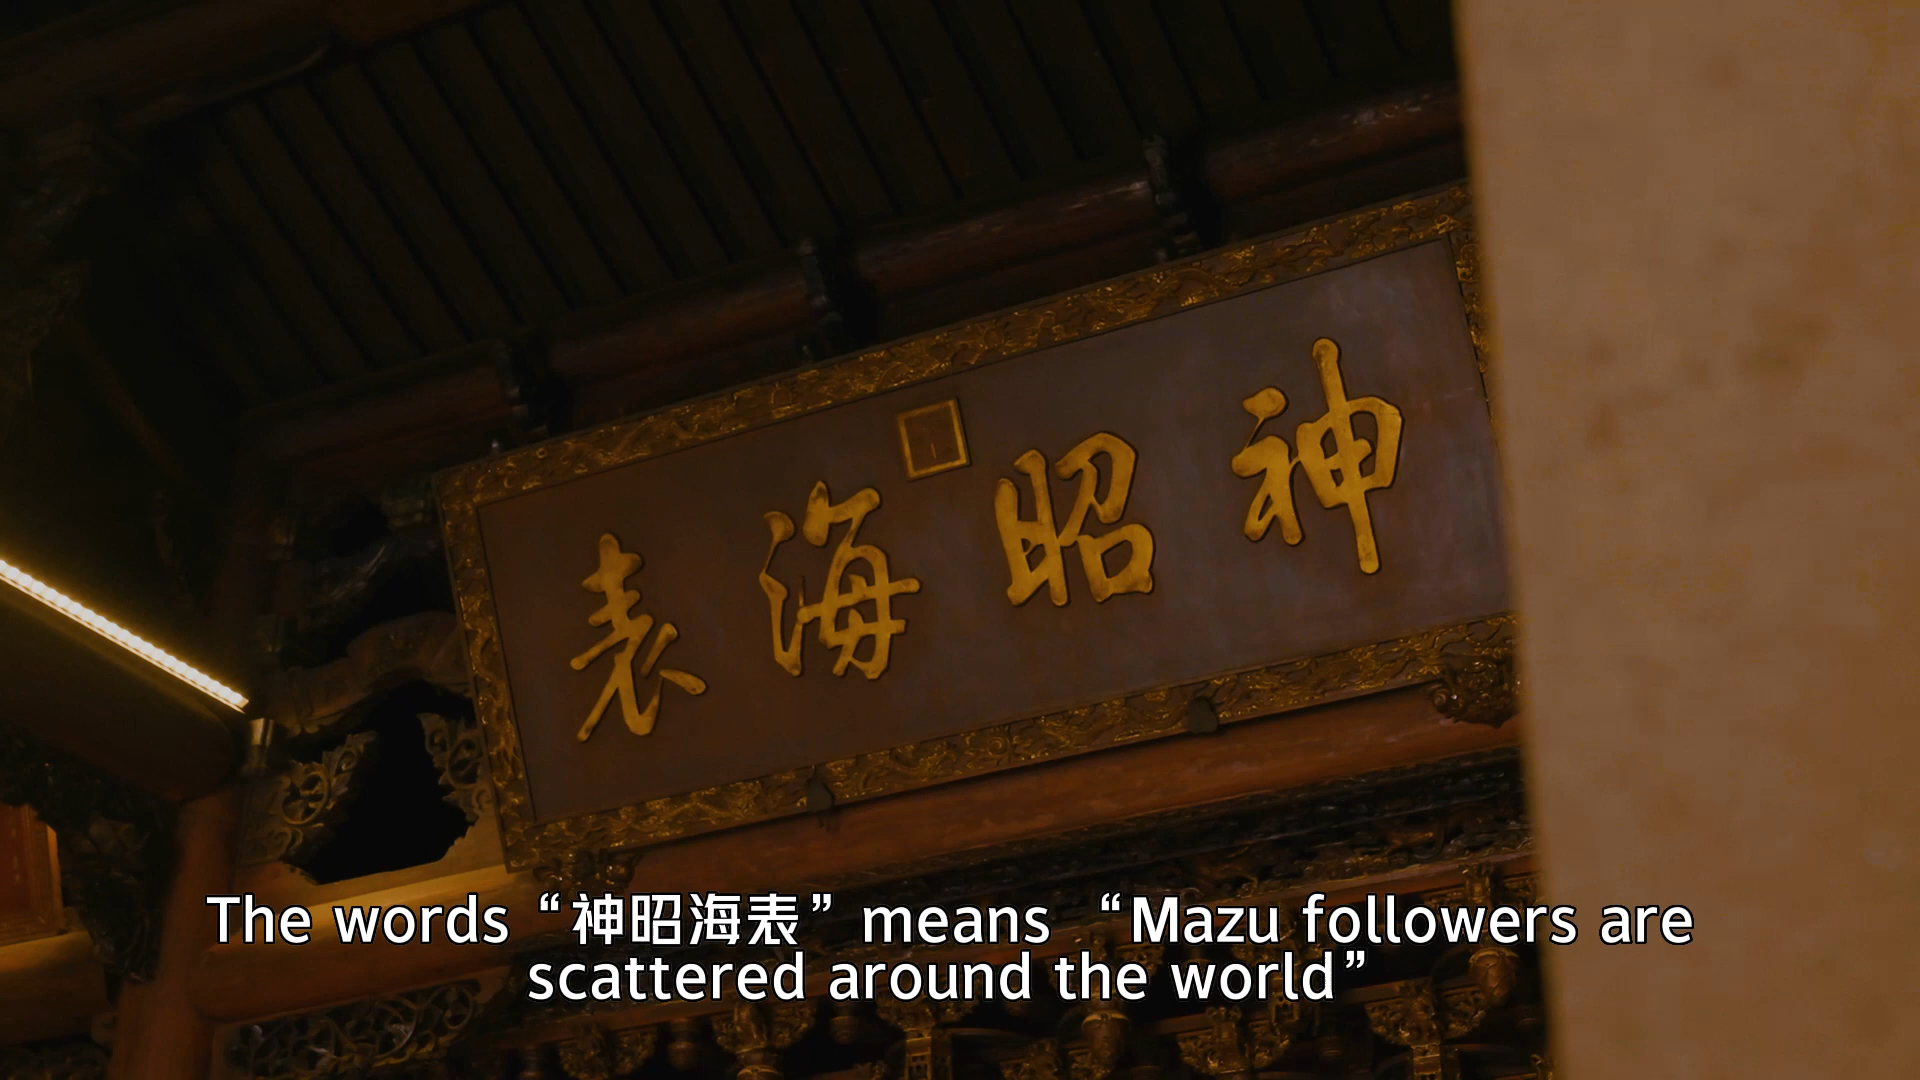 神昭海表
The words “神昭海表” means “Mazu followers are
scattered around the world”